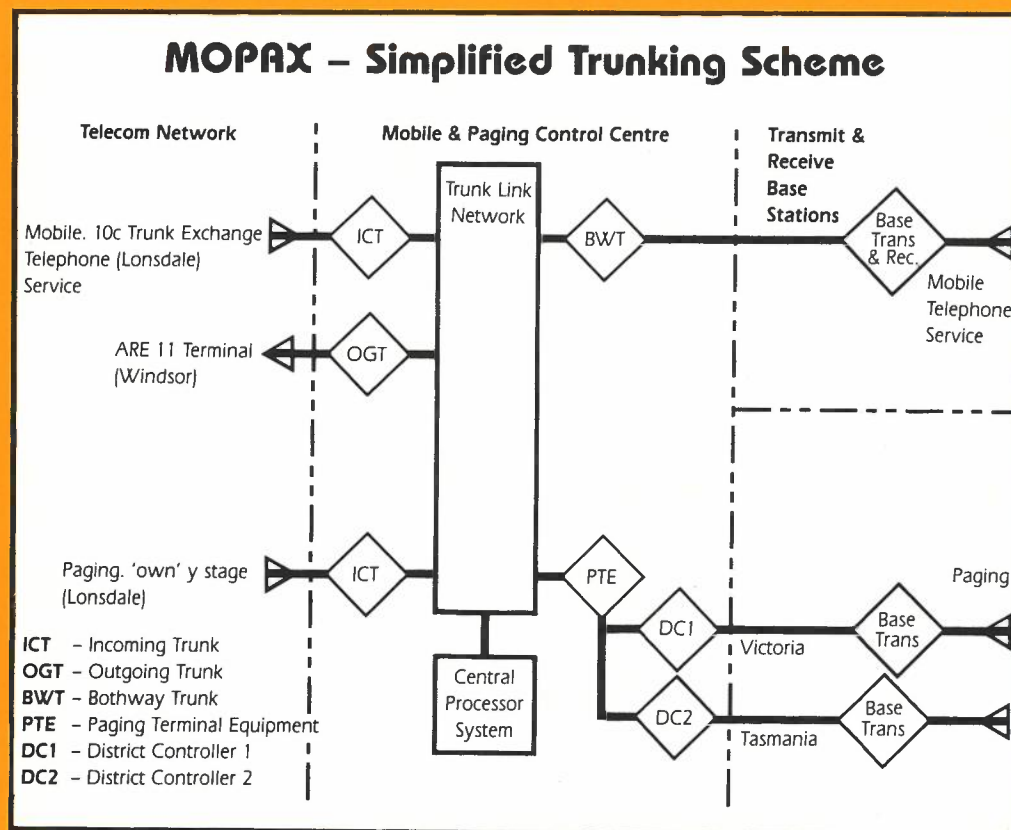 MOPAX – Simplified Trunking Scheme
Telecom Network
Mobile & Paging Control Centre
Transmit &
Receive
Base
Stations
Mobile. 10c Trunk Exchange
Telephone (Lonsdale)
Service
ICT
Trunk Link
Network
BWT
Base
Trans
& Rec.
Mobile
Telephone
Service
ARE 11 Terminal
(Windsor)
OGT
Paging. 'own' y stage
(Lonsdale)
ICT
PTE
Paging
DC1
Victoria
Base
Trans
DC2
Tasmania
Base
Trans
Central
Processor
System
ICT – Incoming Trunk
OGT – Outgoing Trunk
BWT – Bothway Trunk
PTE – Paging Terminal Equipment
DC1 – District Controller 1
DC2 – District Controller 2